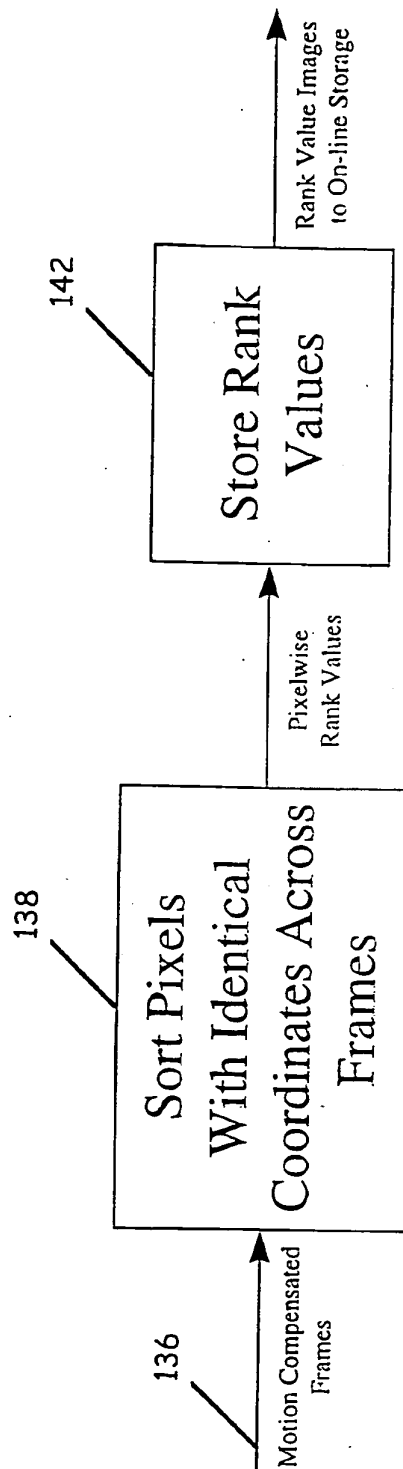 136
Motion Compensated
Frames
138
Sort Pixels
With Identical
Coordinates Across
Frames
Pixelwise
Rank Values
142
Store Rank
Values
Rank Value Images
to On-line Storage